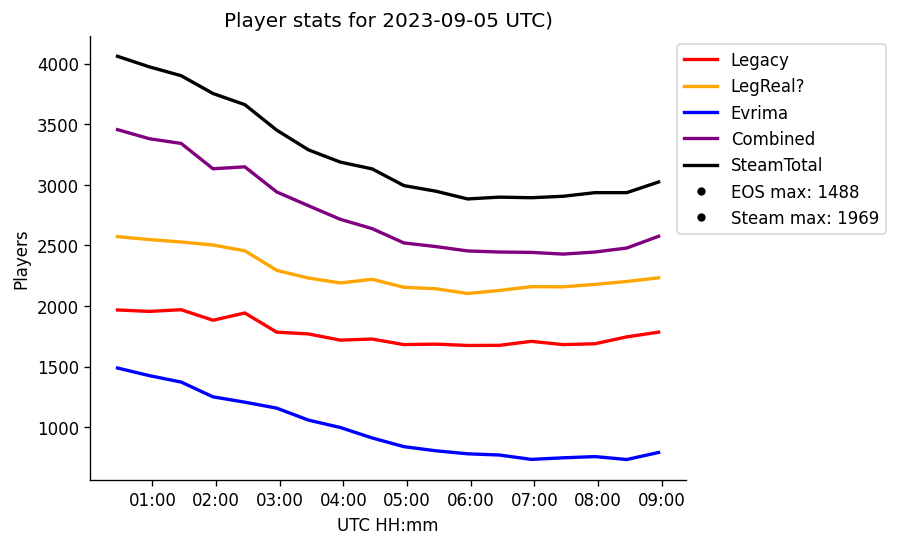 Player stats for 2023-09-05 UTC)
Legacy
LegReal?
Evrima
Combined
SteamTotal
EOS max: 1488
Steam max: 1969
Players
4000
3500
3000
2500
2000
1500
1000
01:00 02:00 03:00 04:00 05:00 06:00 07:00 08:00 09:00
UTC HH:mm